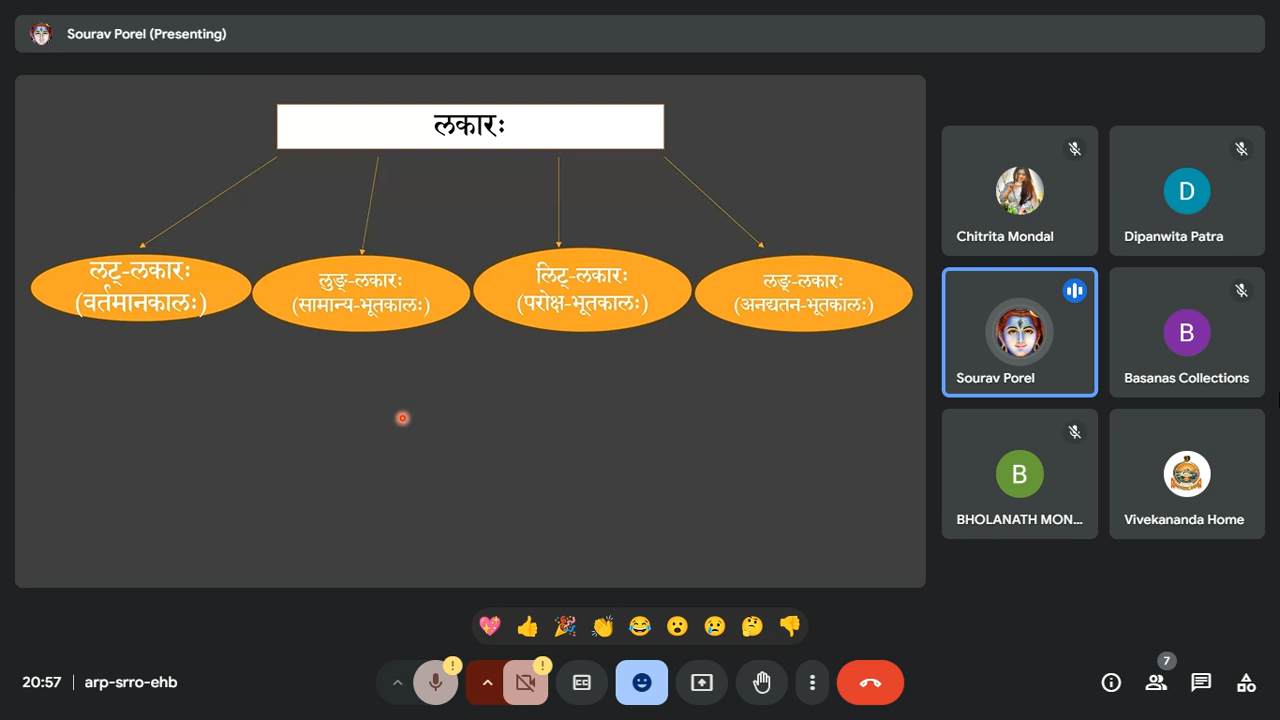 Sourav Porel (Presenting)
लकारः
लट्-लकारः
(वर्तमानकालः)
लुङ्-लकारः
(सामान्य-भूतकालः)
लिट्-लकारः
(परोक्ष-भूतकालः)
लङ्-लकारः
(अनद्यतन-भूतकालः)
Chitrita Mondal
D
Dipanwita Patra
Sourav Porel
B
Basanas Collections
B
BHOLANATH MON...
Vivekananda Home
20:57 | arp-srro-ehb
7